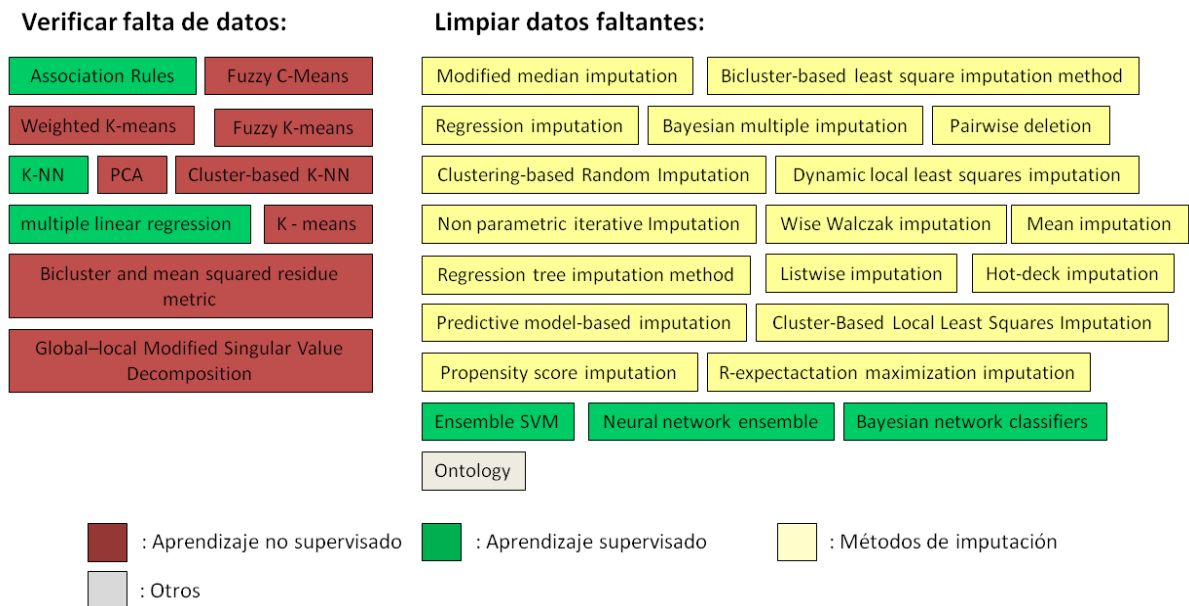 Verificar falta de datos:
Association Rules
Fuzzy C-Means
Weighted K-means
Fuzzy K-means
K-NN
PCA
Cluster-based K-NN
multiple linear regression
K - means
Bicluster and mean squared residue
metric
Global–local Modified Singular Value
Decomposition
Limpiar datos faltantes:
Modified median imputation
Bicluster-based least square imputation method
Regression imputation
Bayesian multiple imputation
Pairwise deletion
Clustering-based Random Imputation
Dynamic local least squares imputation
Non parametric iterative Imputation
Wise Walczak imputation
Mean imputation
Regression tree imputation method
Listwise imputation
Hot-deck imputation
Predictive model-based imputation
Cluster-Based Local Least Squares Imputation
Propensity score imputation
R-expectactation maximization imputation
Ensemble SVM
Neural network ensemble
Bayesian network classifiers
Ontology
: Aprendizaje no supervisado
: Aprendizaje supervisado
: Métodos de imputación
: Otros